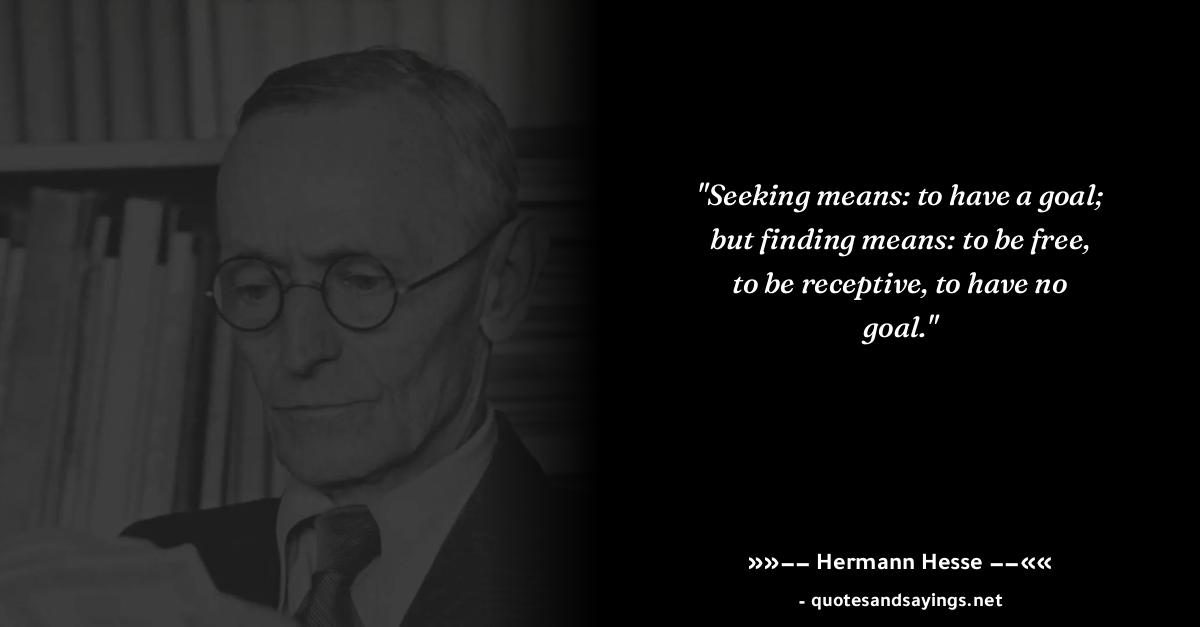 "Seeking means: to have a goal;
but finding means: to be free,
to be receptive, to have no
goal."
»»−− Hermann Hesse −−««
- quotesandsayings.net